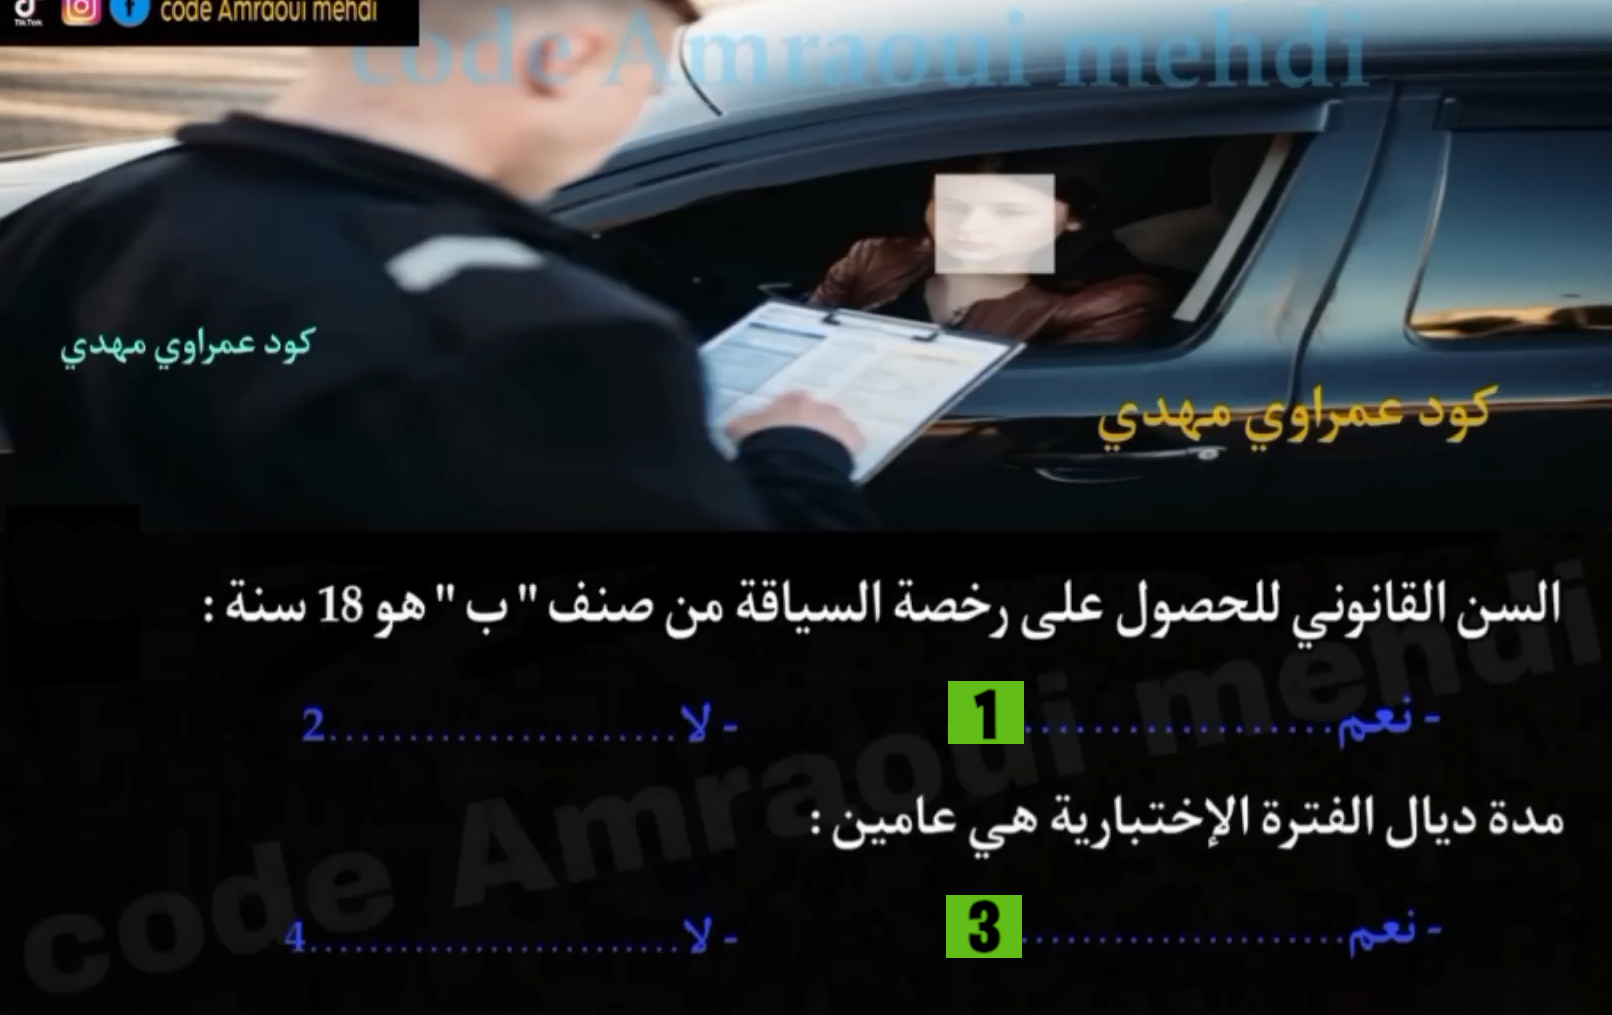 code Amraoui mehdi
code Amraoui mehdi
كود عمراوي مهدي
كود عمراوي مهدي
السن القانوني للحصول على رخصة السياقة من صنف " ب " هو 18 سنة :
- نعم......................1 - لا......................2
مدة ديال الفترة الإختبارية هي عامين :
- نعم......................3 - لا......................4
code Amraoui mehdi